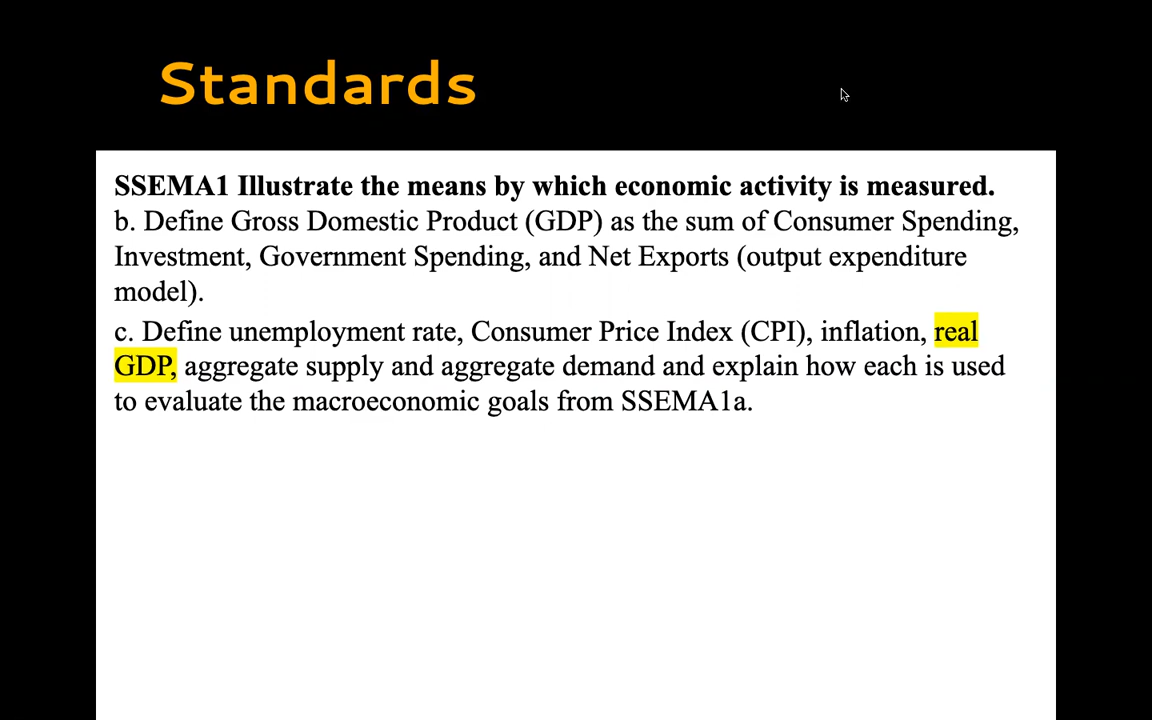 Standards
SSEMA1 Illustrate the means by which economic activity is measured.
b. Define Gross Domestic Product (GDP) as the sum of Consumer Spending,
Investment, Government Spending, and Net Exports (output expenditure
model).
c. Define unemployment rate, Consumer Price Index (CPI), inflation, real
GDP, aggregate supply and aggregate demand and explain how each is used
to evaluate the macroeconomic goals from SSEMA1a.